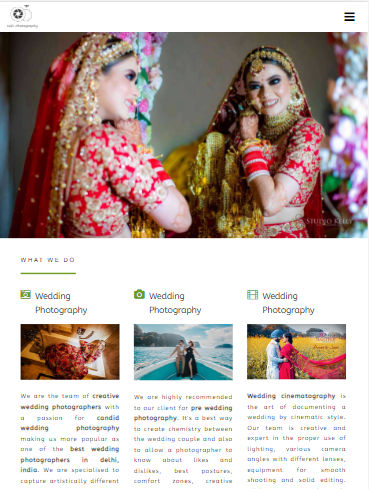 STUDIO KELLY
WHAT WE DO
Wedding
Photography
Wedding
Photography
Wedding
Photography
We are the team of creative
wedding photographers with
a passion for candid
wedding photography
making us more popular as
one of the best wedding
photographers in delhi,
india. We are specialised to
capture artistically different
We are highly recommended
to our client for pre wedding
photography. It's a best way
to create chemistry between
the wedding couple and also
to allow a photographer to
know about likes and
dislikes, best postures,
comfort zones, creative
Wedding cinematography is
the art of documenting a
wedding by cinematic style.
Our team is creative and
expert in the proper use of
lighting, various camera
angles with different lenses,
equipment for smooth
shooting and solid editing.